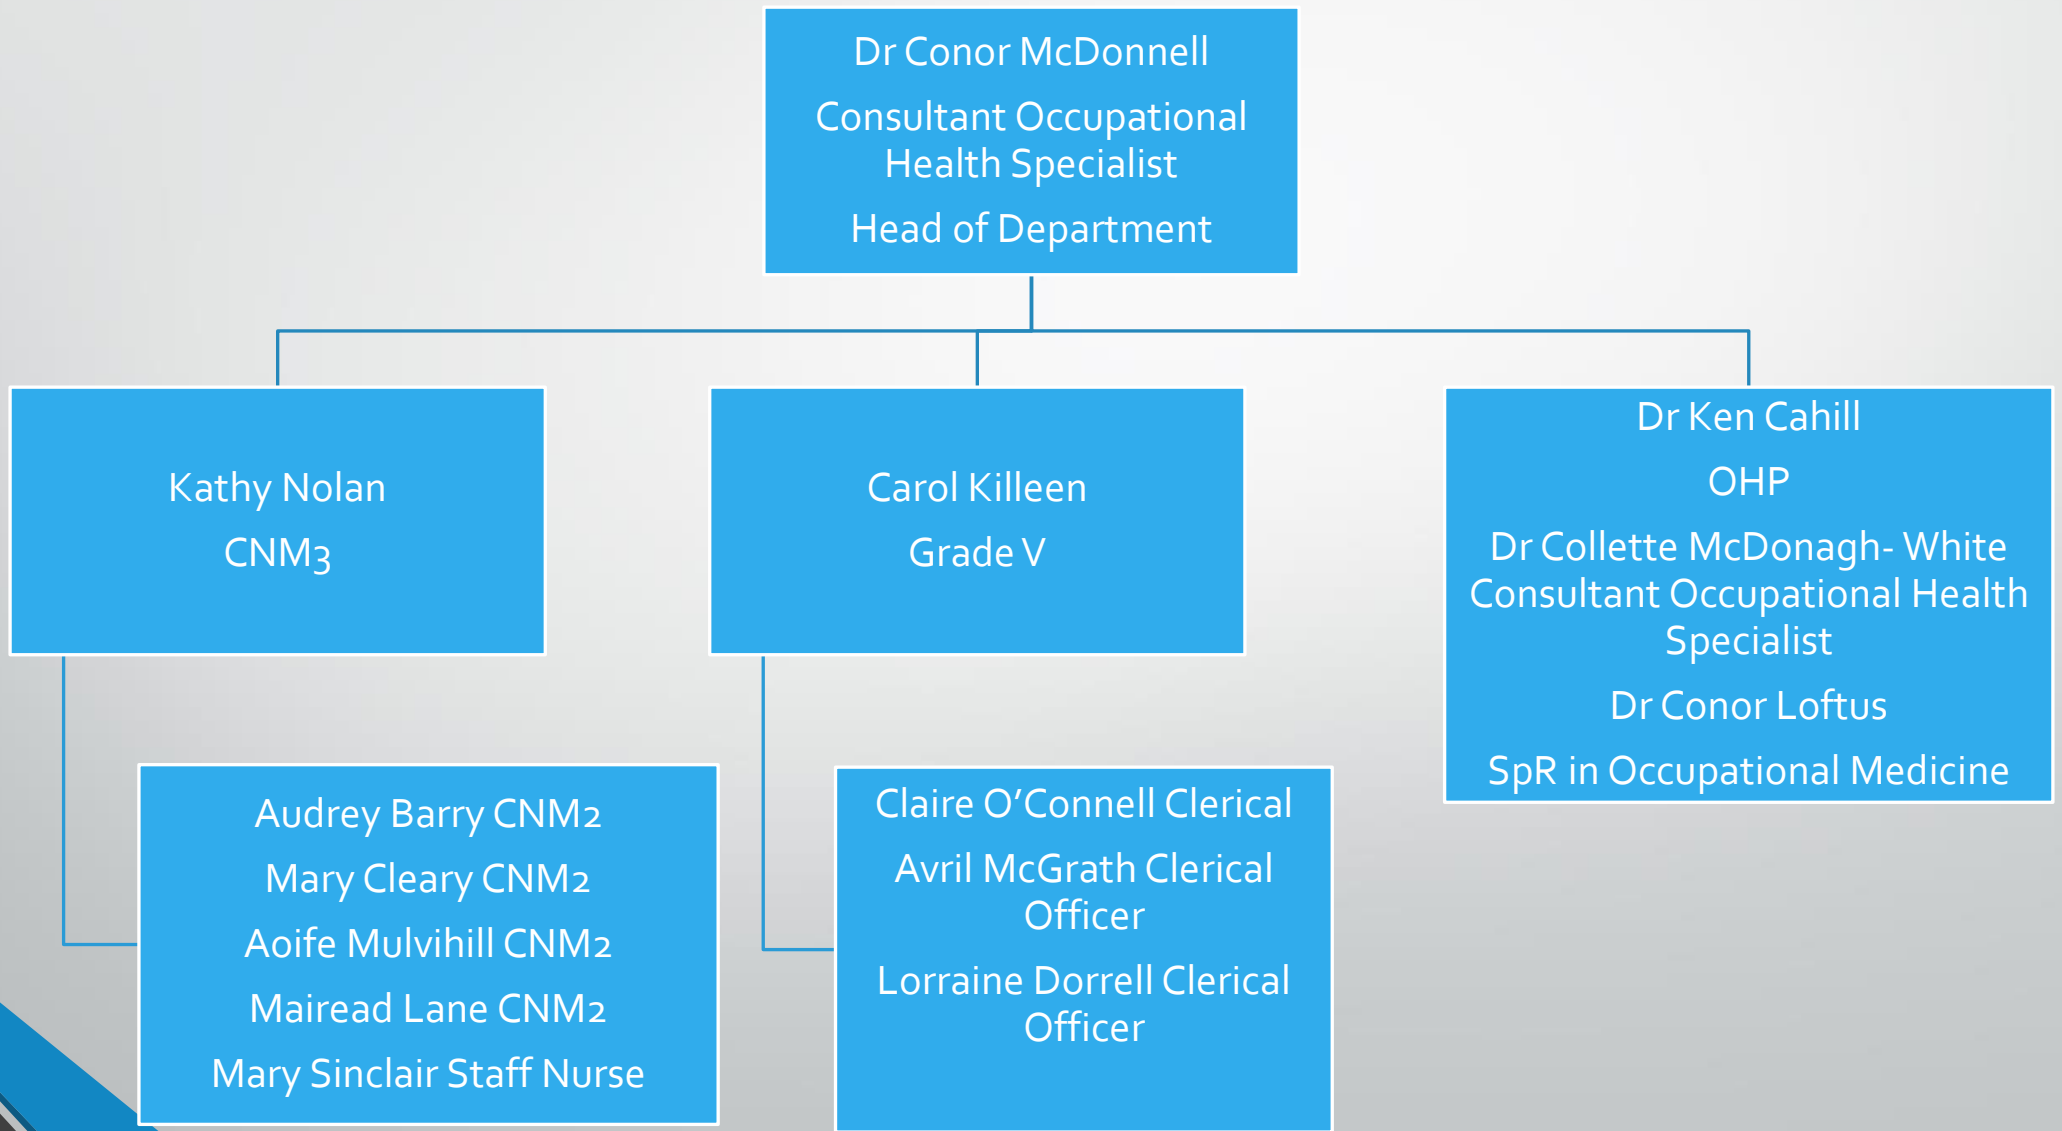 Dr Conor McDonnell
Consultant Occupational
Health Specialist
Head of Department
Kathy Nolan
CNM3
Carol Killeen
Grade V
Dr Ken Cahill
OHP
Dr Collette McDonagh- White
Consultant Occupational Health
Specialist
Dr Conor Loftus
SpR in Occupational Medicine
Audrey Barry CNM2
Mary Cleary CNM2
Aoife Mulvihill CNM2
Mairead Lane CNM2
Mary Sinclair Staff Nurse
Claire O’Connell Clerical
Avril McGrath Clerical
Officer
Lorraine Dorrell Clerical
Officer